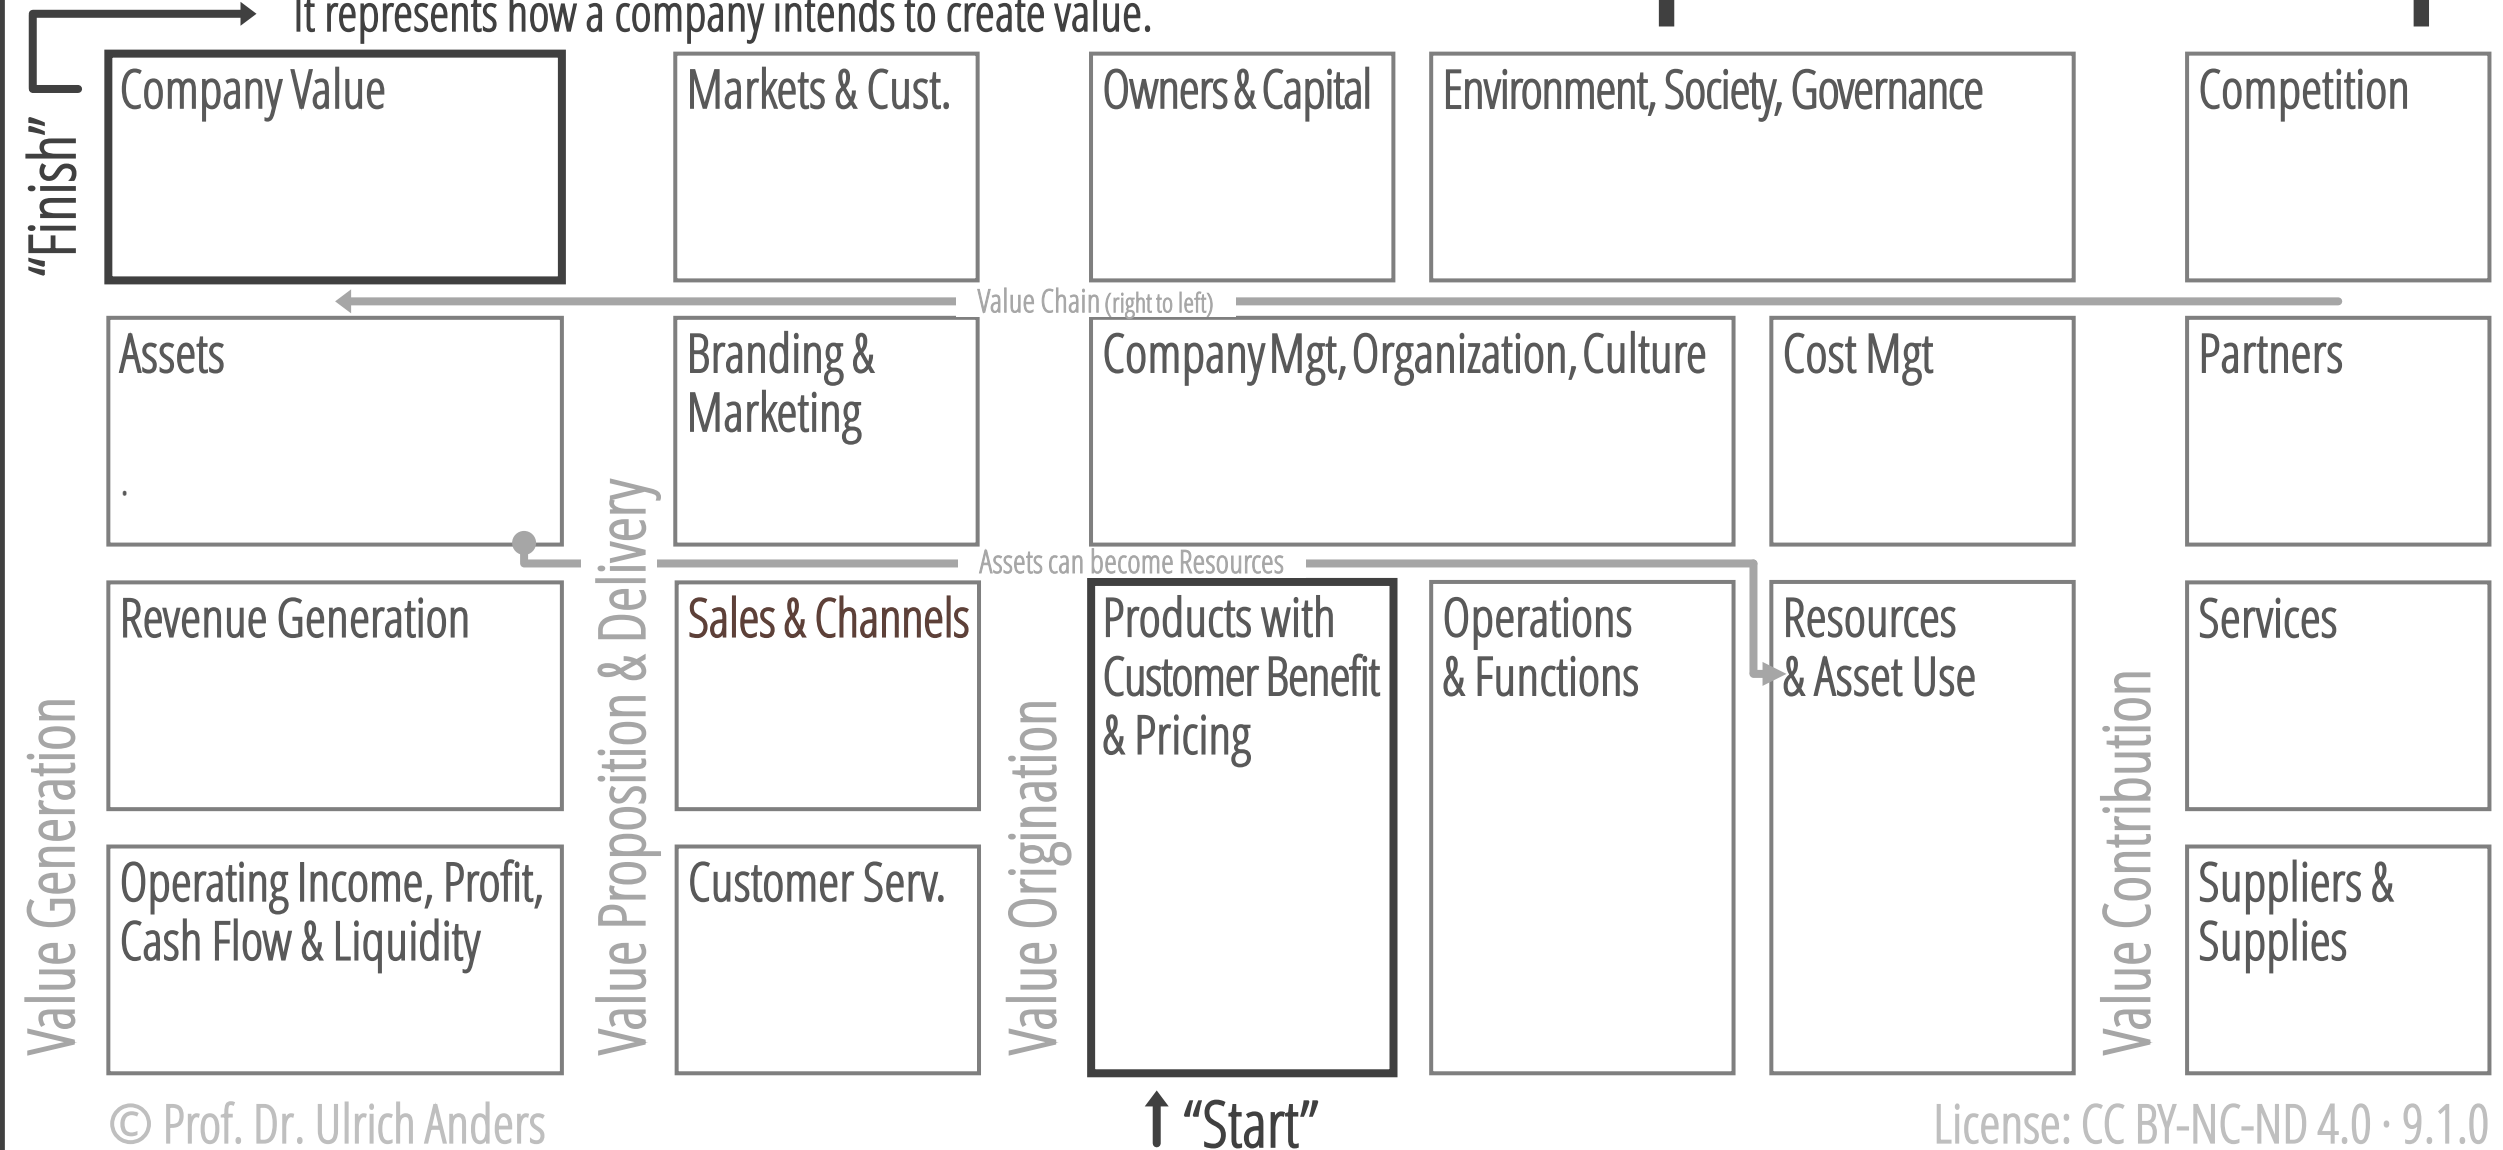 It represents how a company intends to create value.
Company Value
Markets & Cust.
Owners & Capital
Environment, Society, Governance
Competition
“Finish”
Value Chain (right to left)
Assets
.
Branding &
Marketing
Company Mgt, Organization, Culture
Cost Mgt
Partners
Assets can become Resources
Value Generation
Revenue Generation
Value Proposition & Delivery
Sales & Channels
Value Origination
Products with
Customer Benefit
& Pricing
Operations
& Functions
Resources
& Asset Use
Value Contribution
Services
Operating Income, Profit,
Cash Flow & Liquidity
Customer Serv.
Suppliers &
Supplies
“Start”
© Prof. Dr. Ulrich Anders
License: CC BY-NC-ND 4.0 · 9.1.0